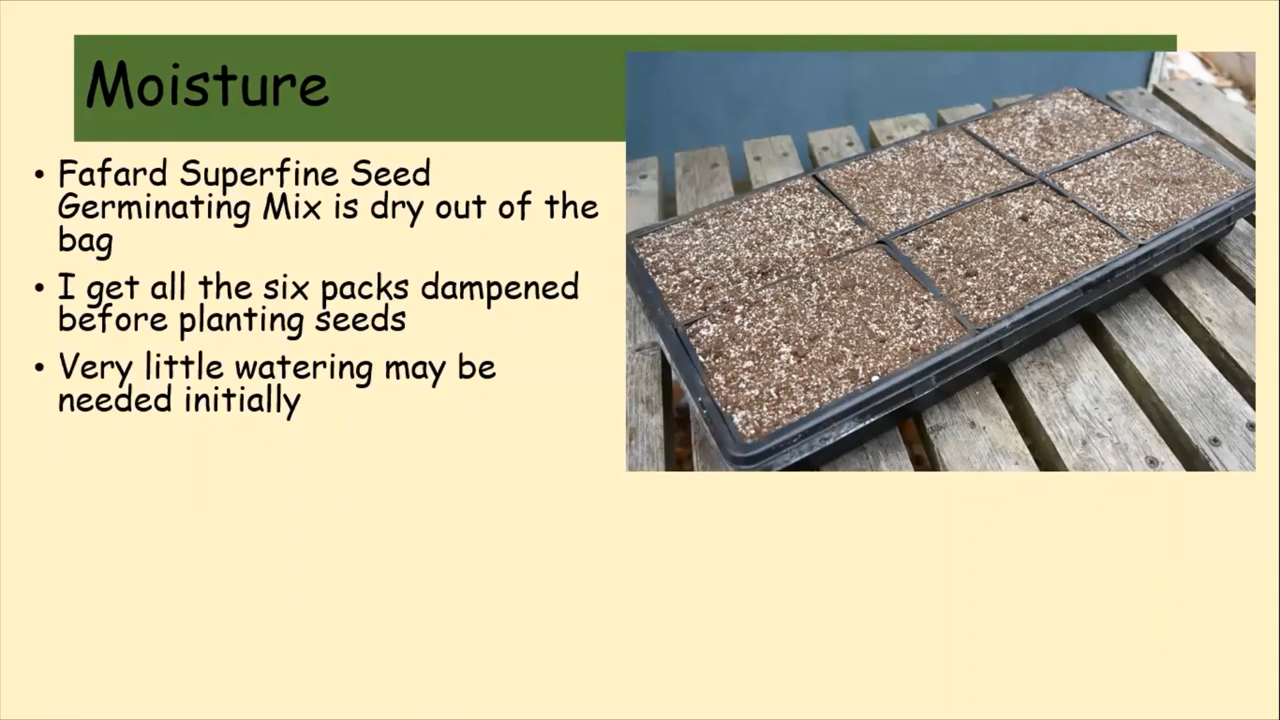 Moisture
• Fafard Superfine Seed
Germinating Mix is dry out of the
bag
• I get all the six packs dampened
before planting seeds
• Very little watering may be
needed initially